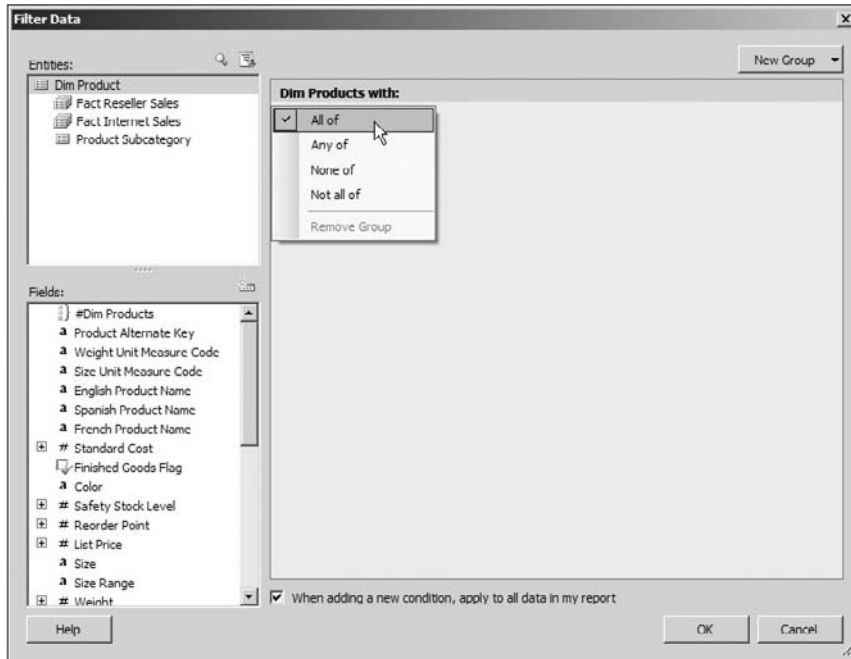 Filter Data
Entities:
New Group
Dim Product
Fact Reseller Sales
Fact Internet Sales
Product Subcategory
Dim Products with:
All of
Any of
None of
Not all of
Remove Group
Fields:
#Dim Products
a Product Alternate Key
a Weight Unit Measure Code
a Size Unit Measure Code
a English Product Name
a Spanish Product Name
a French Product Name
# Standard Cost
Finished Goods Flag
a Color
# Safety Stock Level
# Reorder Point
# List Price
a Size
a Size Range
# Weight
When adding a new condition, apply to all data in my report
Help
OK
Cancel